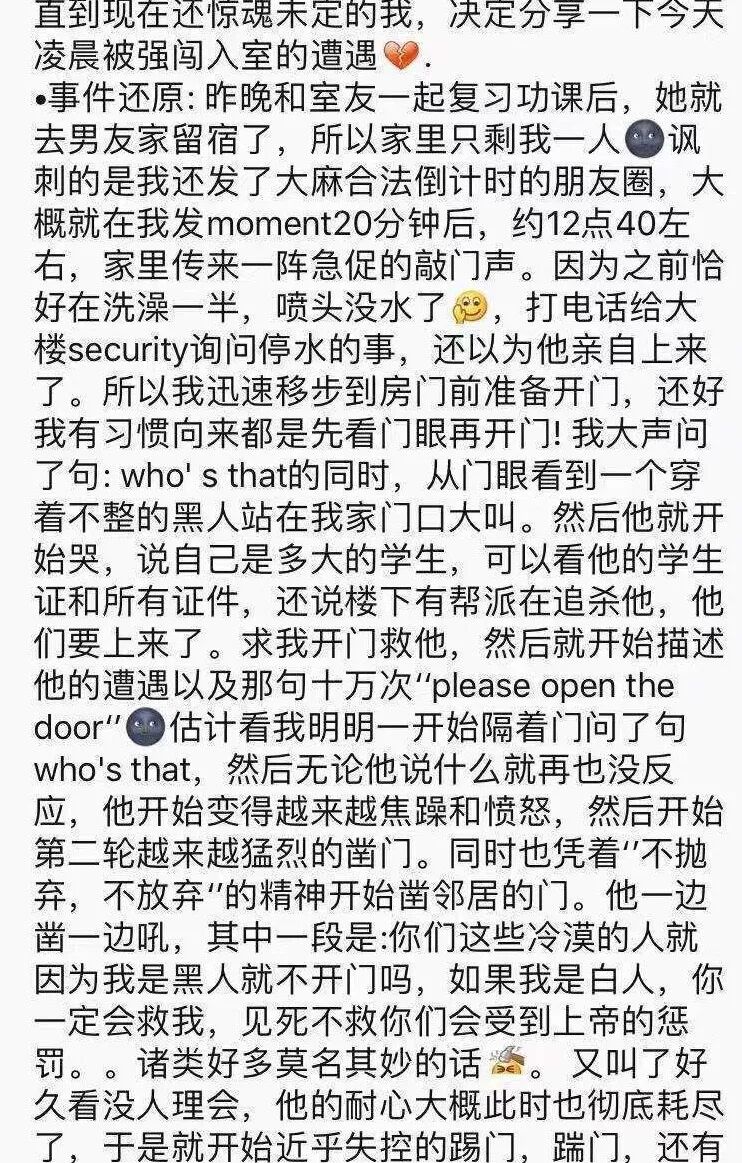 直到现在还惊魂未定的我，决定分享一下今天
凌晨被强闯入室的遭遇💔.
•事件还原: 昨晚和室友一起复习功课后，她就
去男友家留宿了，所以家里只剩我一人🌚讽
刺的是我还发了大麻合法倒计时的朋友圈，大
概就在我发moment20分钟后，约12点40左
右，家里传来一阵急促的敲门声。因为之前恰
好在洗澡一半，喷头没水了，打电话给大
楼security询问停水的事，还以为他亲自上来
了。所以我迅速移步到房门前准备开门，还好
我有习惯向来都是先看门眼再开门! 我大声问
了句: who' s that的同时，从门眼看到一个穿
着不整的黑人站在我家门口大叫。然后他就开
始哭，说自己是多大的学生，可以看他的学生
证和所有证件，还说楼下有帮派在追杀他，他
们要上来了。求我开门救他，然后就开始描述
他的遭遇以及那句十万次“please open the
door”🌚估计看我明明一开始隔着门问了句
who's that，然后无论他说什么就再也没反
应，他开始变得越来越焦躁和愤怒，然后开始
第二轮越来越猛烈的凿门。同时也凭着“不抛
弃，不放弃”的精神开始凿邻居的门。他一边
凿一边吼，其中一段是:你们这些冷漠的人就
因为我是黑人就不开门吗，如果我是白人，你
一定会救我，见死不救你们会受到上帝的惩
罚。。诸类好多莫名其妙的话。 又叫了好
久看没人理会，他的耐心大概此时也彻底耗尽
了，于是就开始近乎失控的踢门，踹门，还有